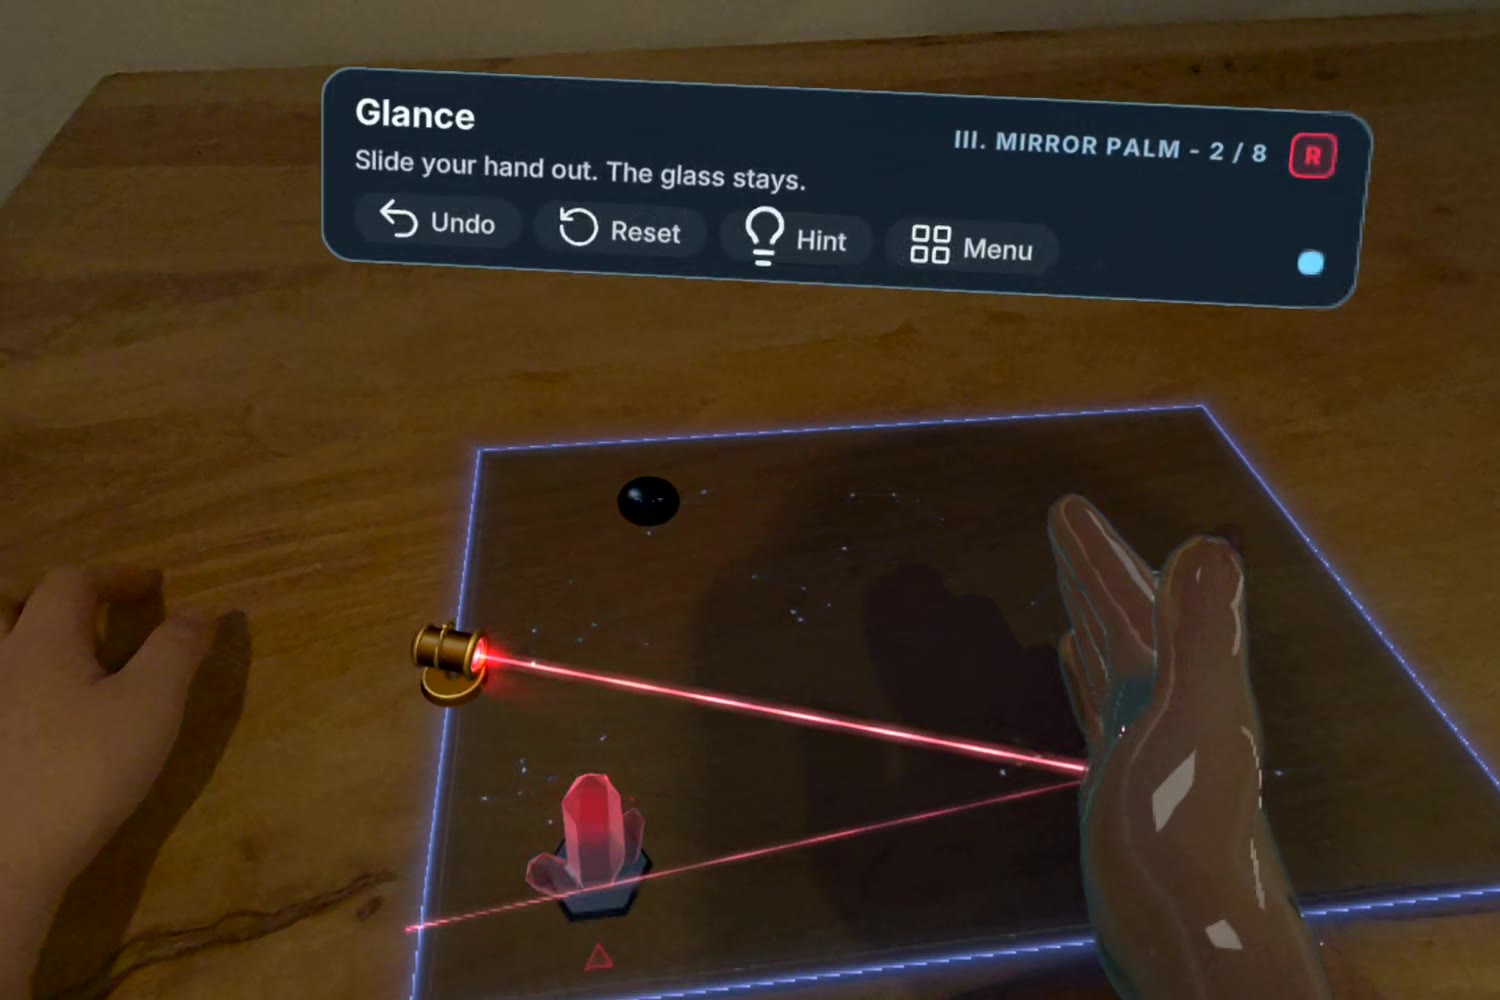 Glance
III. MIRROR PALM - 2 / 8
R
Slide your hand out. The glass stays.
Undo
Reset
Hint
Menu